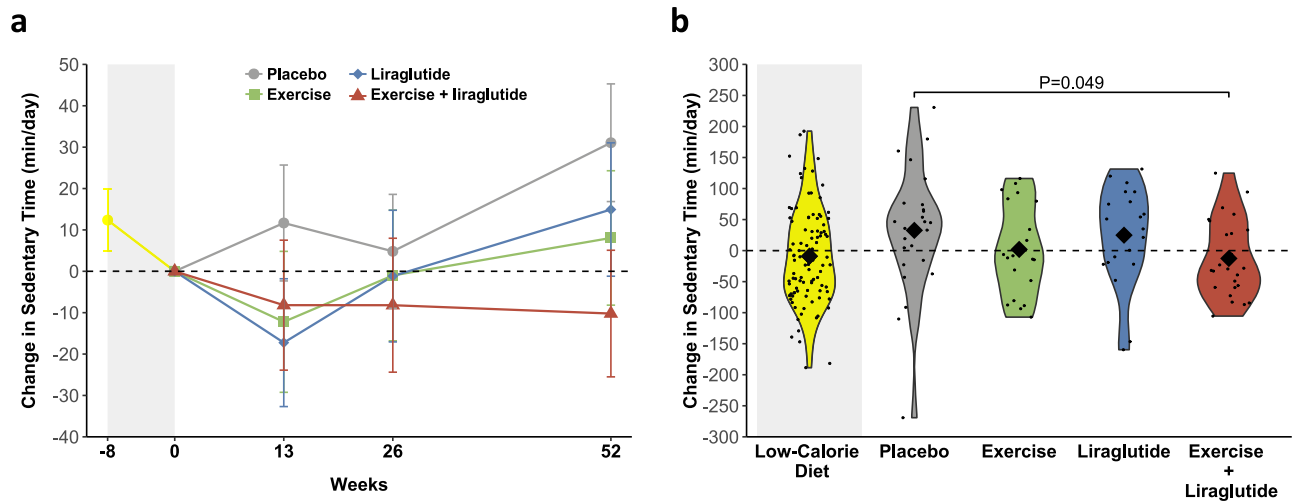 a
Change in Sedentary Time (min/day)
50
40
30
20
10
0
-10
-20
-30
-40
Placebo
Liraglutide
Exercise
Exercise + liraglutide
-8
0
13
26
52
Weeks
b
Change in Sedentary Time (min/day)
300
250
200
150
100
50
0
-50
-100
-150
-200
-250
-300
P=0.049
Low-Calorie
Diet
Placebo
Exercise
Liraglutide
Exercise
+
Liraglutide